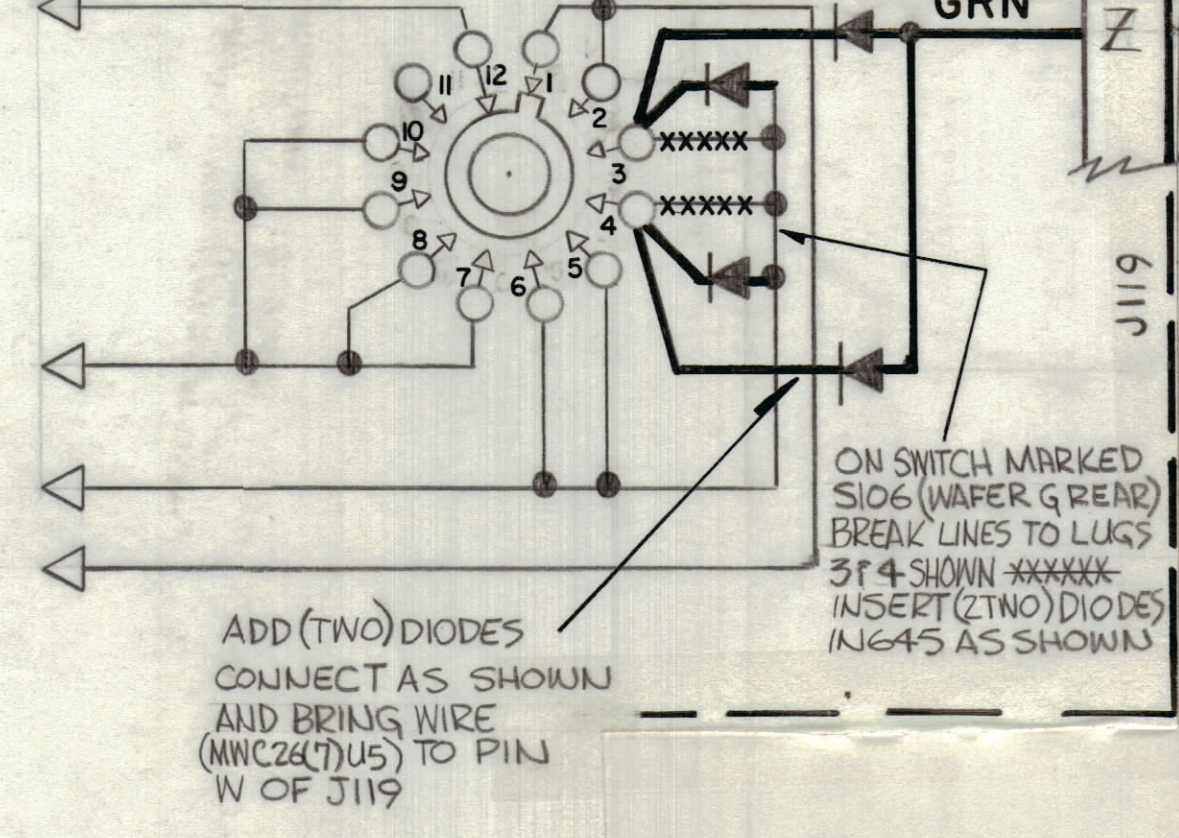 GRN
Z
11
12
1
2
10
XXXXX
3
9
XXXXX
4
8
7
6
5
J119
ON SWITCH MARKED
S106 (WAFER G REAR)
BREAK LINES TO LUGS
3 & 4 SHOWN XXXXXX
INSERT (2TWO) DIODES
IN645 AS SHOWN
ADD (TWO) DIODES
CONNECT AS SHOWN
AND BRING WIRE
(MWC26(7)U5) TO PIN
W OF J119